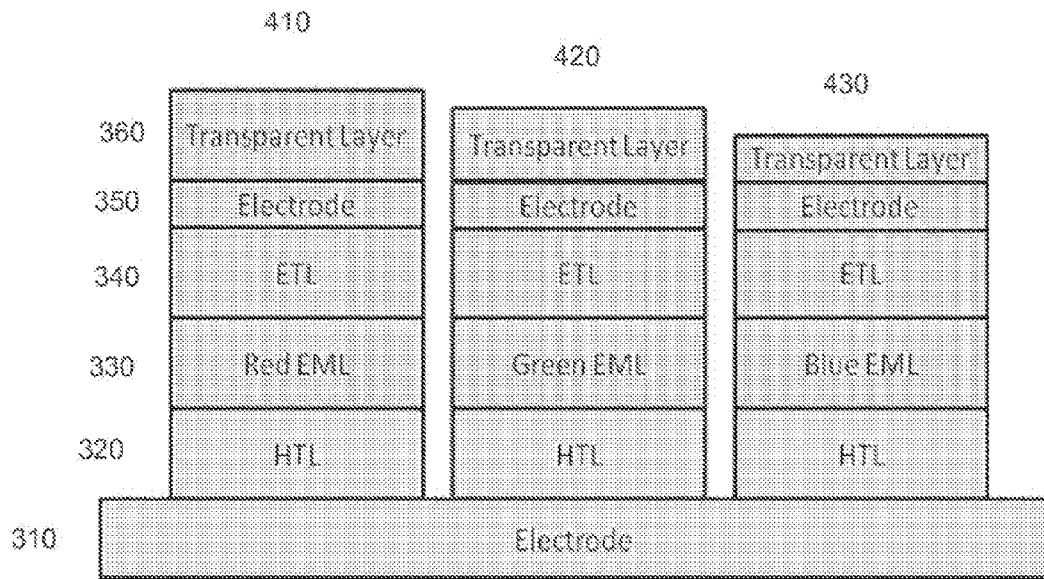 410
420
430
360
Transparent Layer
Transparent Layer
Transparent Layer
350
Electrode
Electrode
Electrode
340
ETL
ETL
ETL
330
Red EML
Green EML
Blue EML
320
HTL
HTL
HTL
310
Electrode